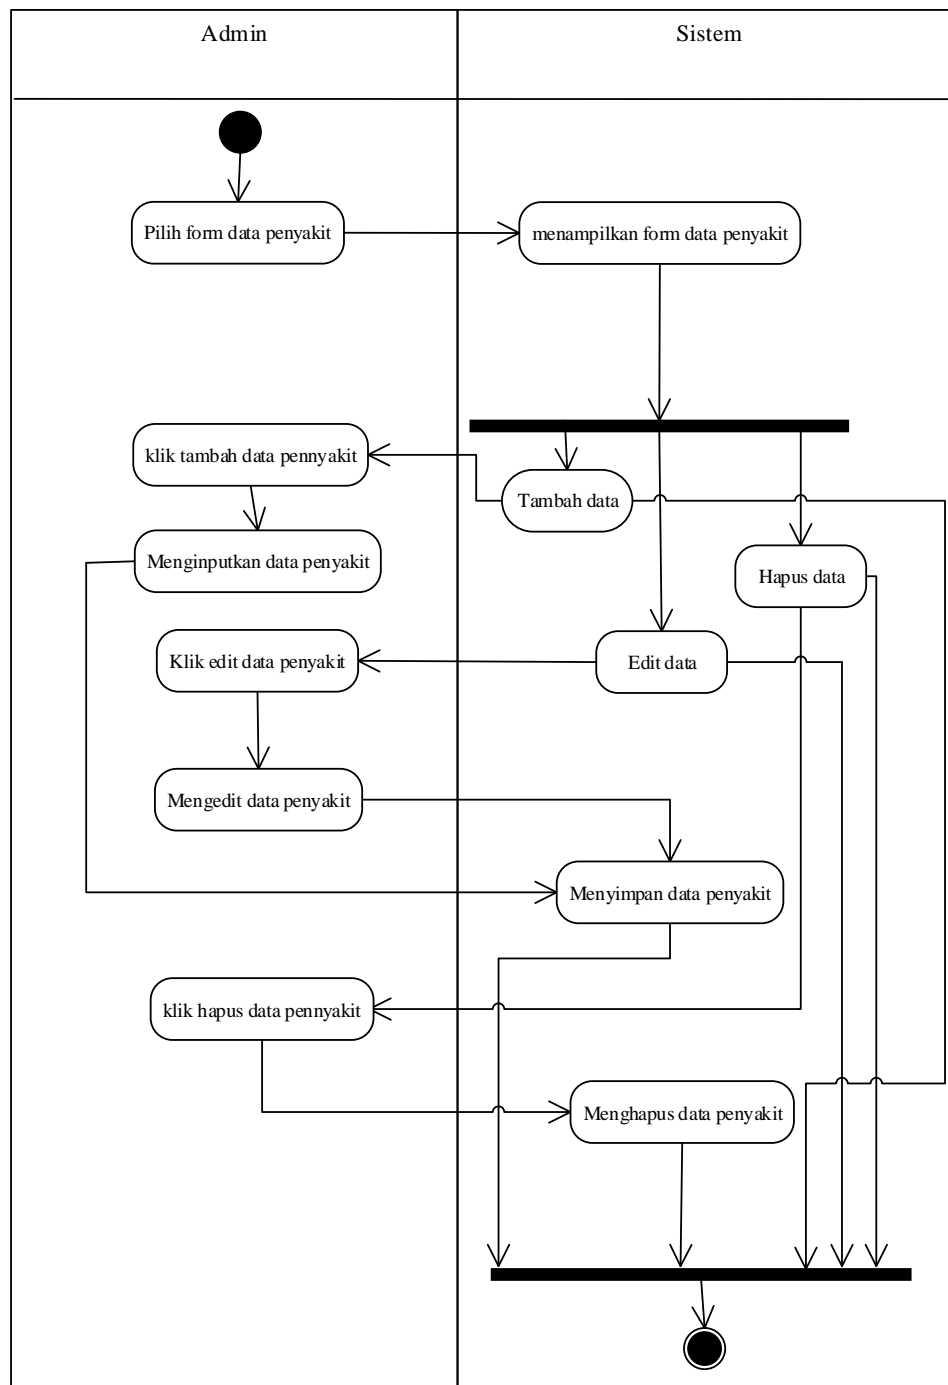 Admin
Sistem
Pilih form data penyakit
menampilkan form data penyakit
klik tambah data pennyakit
Tambah data
Menginputkan data penyakit
Hapus data
Klik edit data penyakit
Edit data
Mengedit data penyakit
Menyimpan data penyakit
klik hapus data pennyakit
Menghapus data penyakit